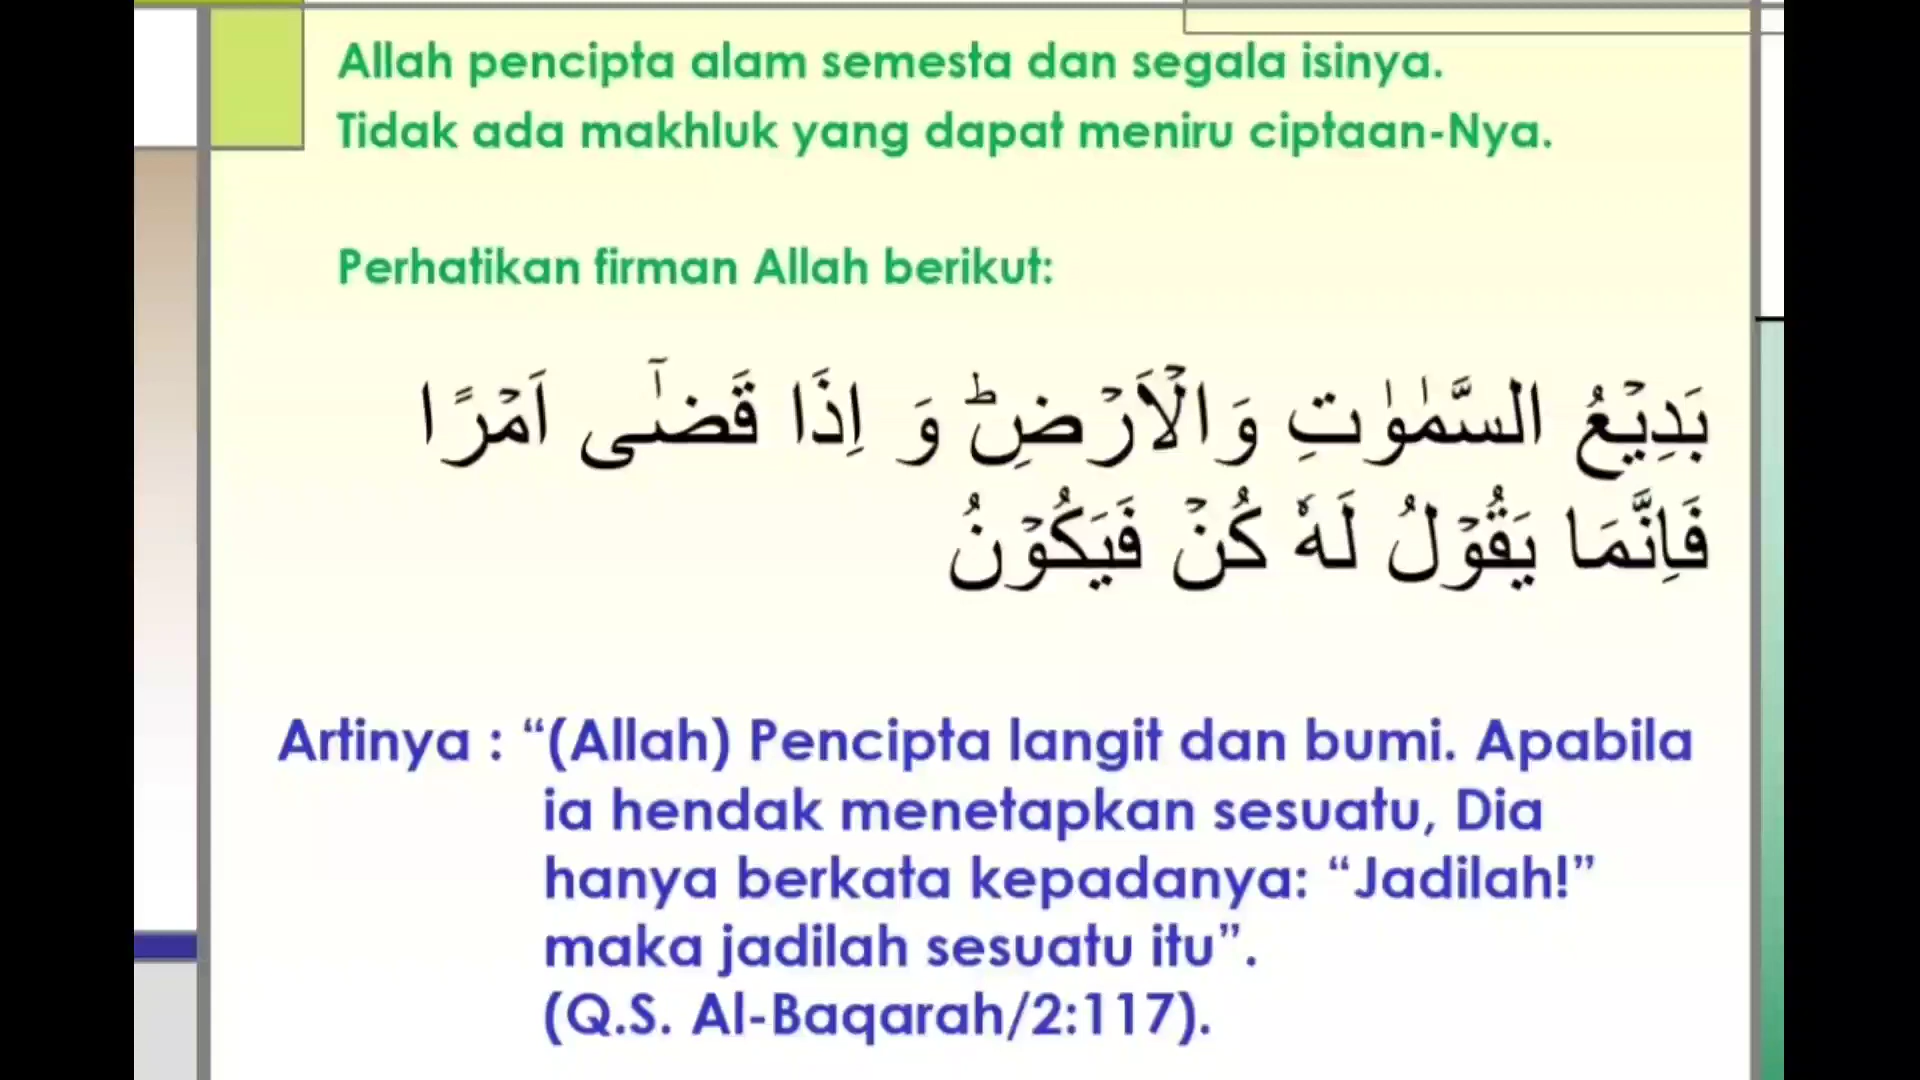 Allah pencipta alam semesta dan segala isinya.
Tidak ada makhluk yang dapat meniru ciptaan-Nya.
Perhatikan firman Allah berikut:
بَدِيۡعُ السَّمٰوٰتِ وَالۡاَرۡضِؕ وَ اِذَا قَضٰٓى اَمۡرًا
فَاِنَّمَا يَقُوۡلُ لَهٗ كُنۡ فَيَكُوۡنُ
Artinya : “(Allah) Pencipta langit dan bumi. Apabila
ia hendak menetapkan sesuatu, Dia
hanya berkata kepadanya: “Jadilah!”
maka jadilah sesuatu itu”.
(Q.S. Al-Baqarah/2:117).